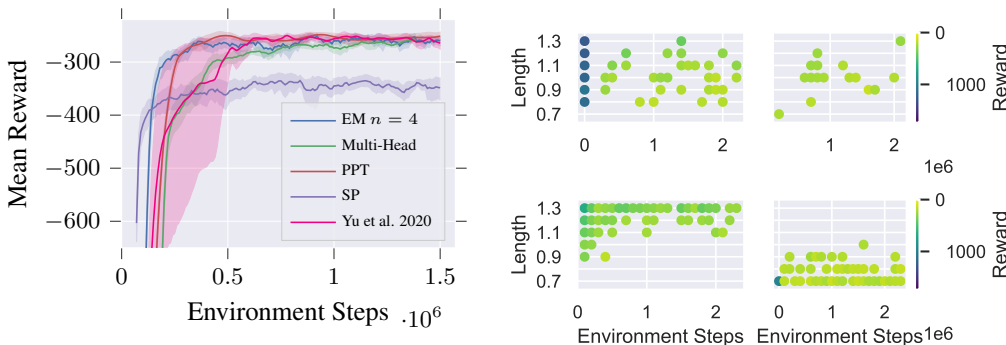 Mean Reward
−300
−400
−500
−600
0
0.5
1
1.5
Environment Steps
·10⁶
EM n = 4
Multi-Head
PPT
SP
Yu et al. 2020
Length
1.3
1.1
0.9
0.7
0
1
2
0
1
2
1e6
0
1000
Reward
Length
1.3
1.1
0.9
0.7
0
1
2
Environment Steps
0
1
2
Environment Steps
1e6
0
1000
Reward